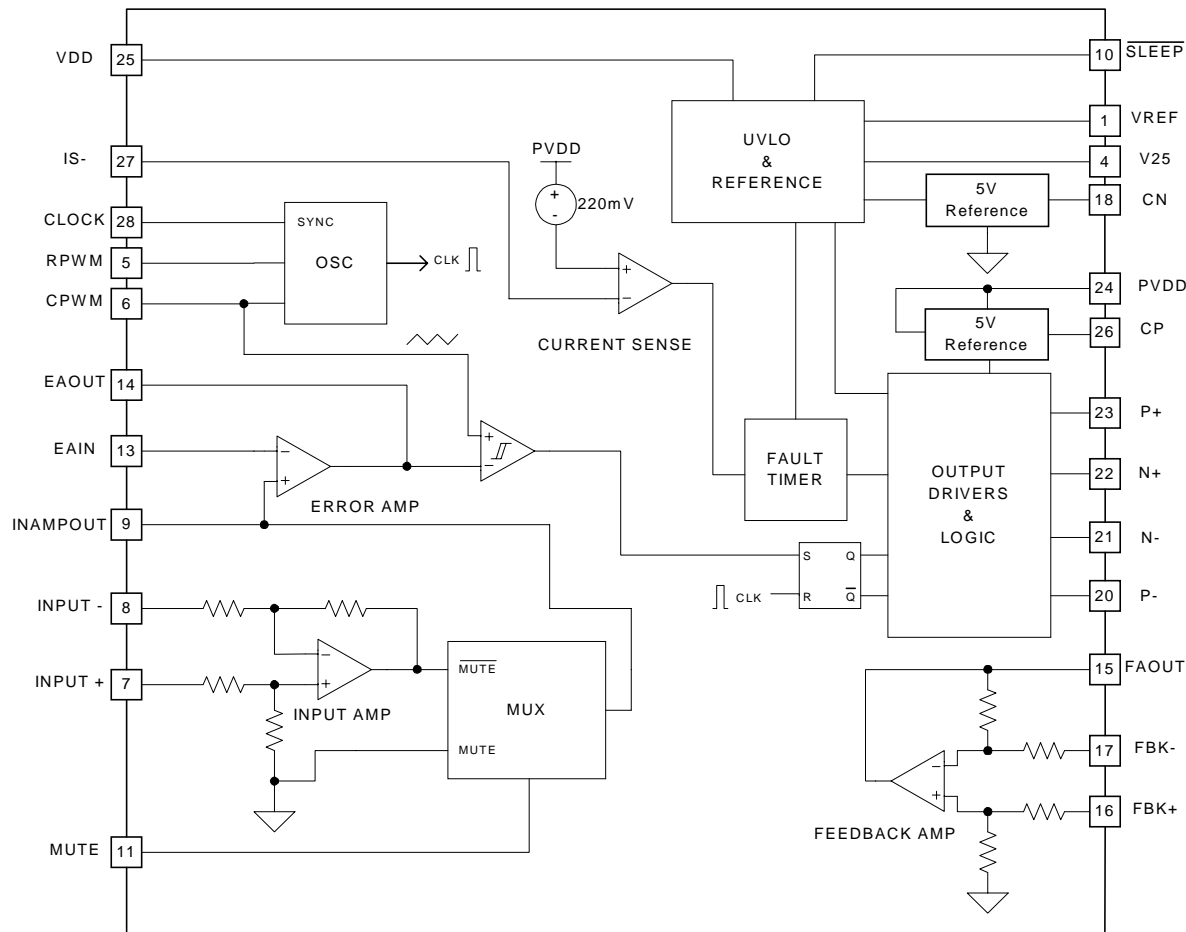 VDD 25
10 SLEEP
1 VREF
UVLO
&
REFERENCE
IS- 27
PVDD
4 V25
+
-
220mV
5V
Reference
18 CN
CLOCK 28
SYNC
RPWM 5
OSC
CLK
+
−
24 PVDD
CPWM 6
5V
Reference
26 CP
CURRENT SENSE
EAOUT 14
23 P+
EAIN 13
−
+
+
−
FAULT
TIMER
OUTPUT
DRIVERS
&
LOGIC
22 N+
ERROR AMP
INAMPOUT 9
21 N-
S Q
R Q
CLK
20 P-
INPUT - 8
−
+
MUTE
15 FAOUT
INPUT + 7
INPUT AMP
MUX
MUTE
−
+
17 FBK-
16 FBK+
FEEDBACK AMP
MUTE 11